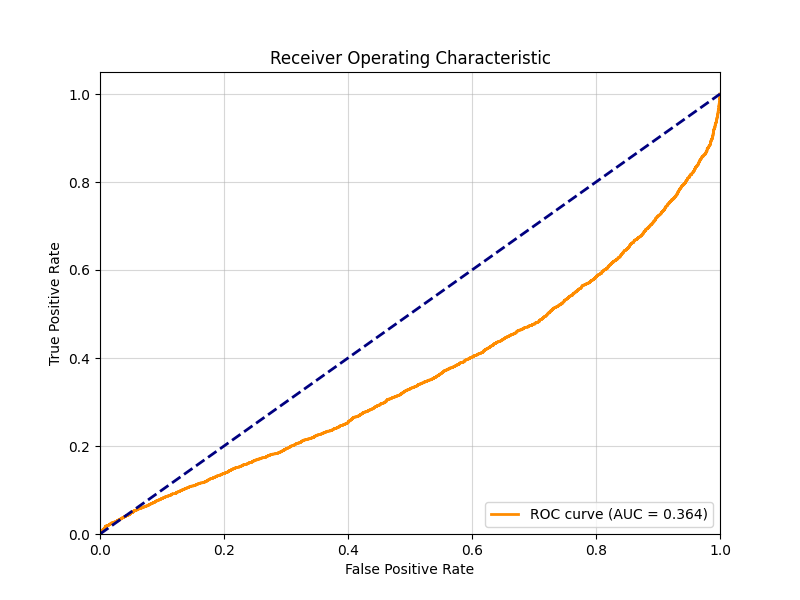 Receiver Operating Characteristic
True Positive Rate
1.0
0.8
0.6
0.4
0.2
0.0
0.0 0.2 0.4 0.6 0.8 1.0
False Positive Rate
ROC curve (AUC = 0.364)